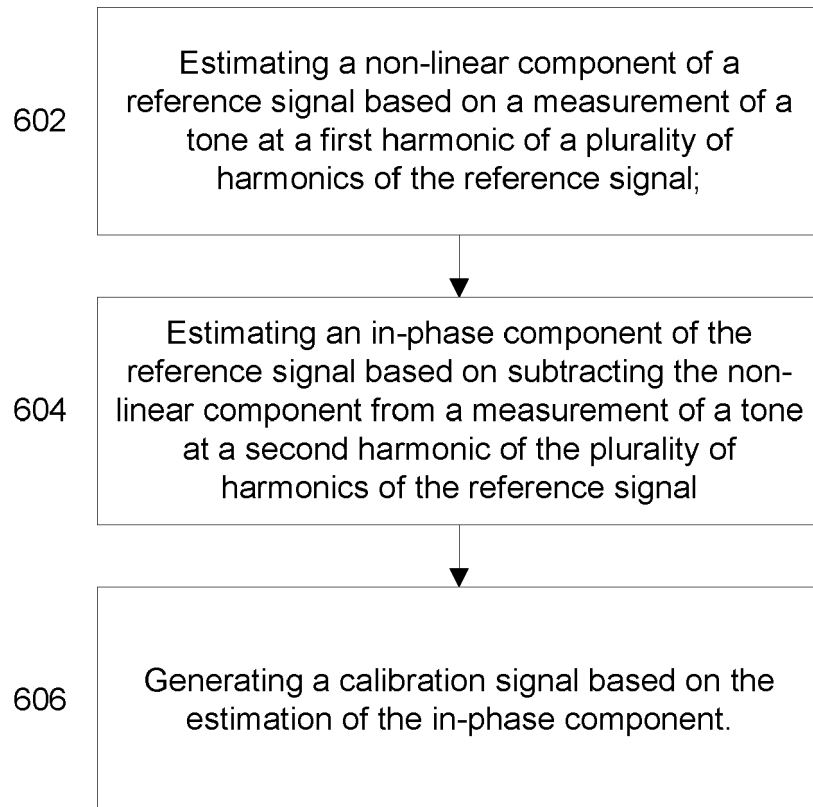 602
Estimating a non-linear component of a
reference signal based on a measurement of a
tone at a first harmonic of a plurality of
harmonics of the reference signal;
604
Estimating an in-phase component of the
reference signal based on subtracting the non-
linear component from a measurement of a tone
at a second harmonic of the plurality of
harmonics of the reference signal
606
Generating a calibration signal based on the
estimation of the in-phase component.